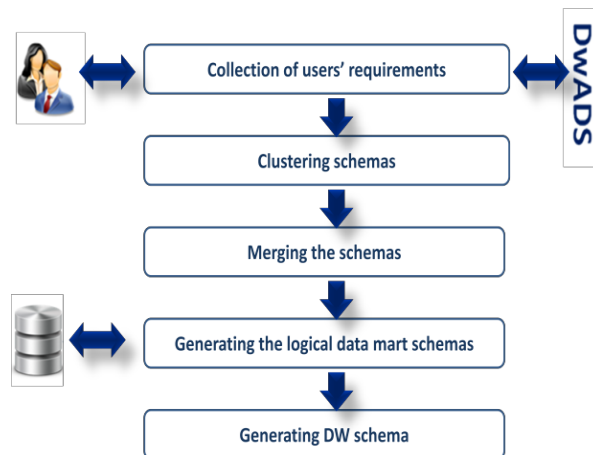 Collection of users' requirements
DwADS
Clustering schemas
Merging the schemas
Generating the logical data mart schemas
Generating DW schema